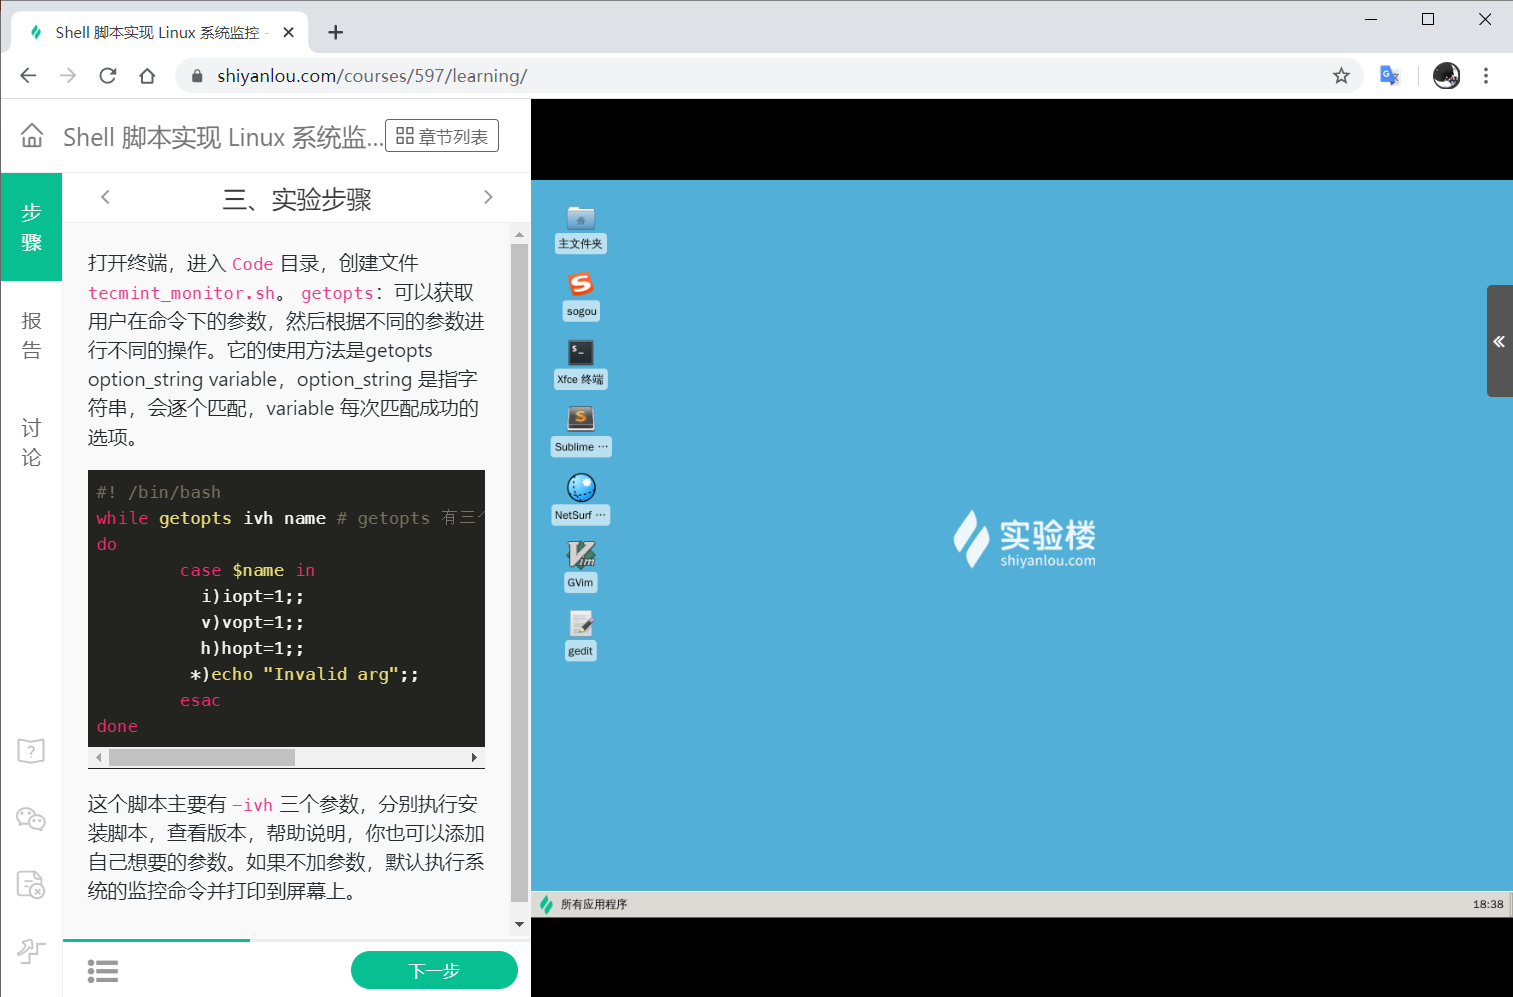 Shell 脚本实现 Linux 系统监控 -
shiyanlou.com/courses/597/learning/
Shell 脚本实现 Linux 系统监...
章节列表
步
骤
报
告
讨
论
三、实验步骤
打开终端，进入 Code 目录，创建文件
tecmint_monitor.sh。 getopts：可以获取
用户在命令下的参数，然后根据不同的参数进
行不同的操作。它的使用方法是getopts
option_string variable，option_string 是指字
符串，会逐个匹配，variable 每次匹配成功的
选项。
#! /bin/bash
while getopts ivh name # getopts 有三个
do
case $name in
i)iopt=1;;
v)vopt=1;;
h)hopt=1;;
*)echo "Invalid arg";;
esac
done
这个脚本主要有 -ivh 三个参数，分别执行安
装脚本，查看版本，帮助说明，你也可以添加
自己想要的参数。如果不加参数，默认执行系
统的监控命令并打印到屏幕上。
下一步
主文件夹
sogou
Xfce 终端
Sublime ···
NetSurf ···
GVim
gedit
实验楼
shiyanlou.com
所有应用程序
18:38